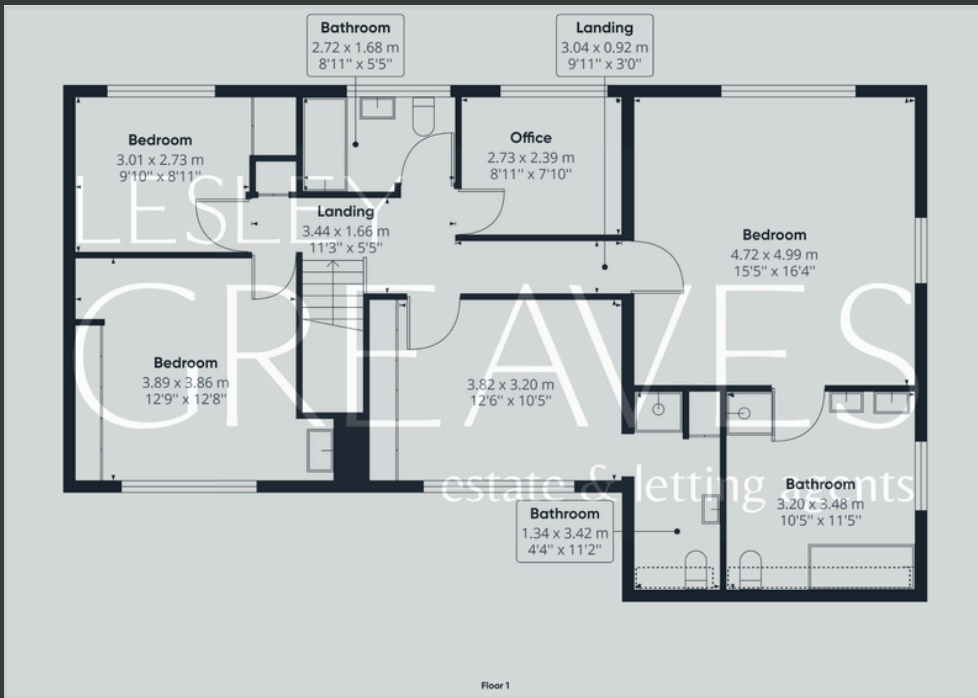 Bathroom
2.72 x 1.68 m
8'11" x 5'5"
Landing
3.04 x 0.92 m
9'11" x 3'0"
Bedroom
3.01 x 2.73 m
9'10" x 8'11"
Office
2.73 x 2.39 m
8'11" x 7'10"
LESLEY
Landing
3.44 x 1.66 m
11'3" x 5'5"
Bedroom
4.72 x 4.99 m
15'5" x 16'4"
GREAVES
Bedroom
3.89 x 3.86 m
12'9" x 12'8"
3.82 x 3.20 m
12'6" x 10'5"
estate & letting agents
Bathroom
3.20 x 3.48 m
10'5" x 11'5"
Bathroom
1.34 x 3.42 m
4'4" x 11'2"
Floor 1